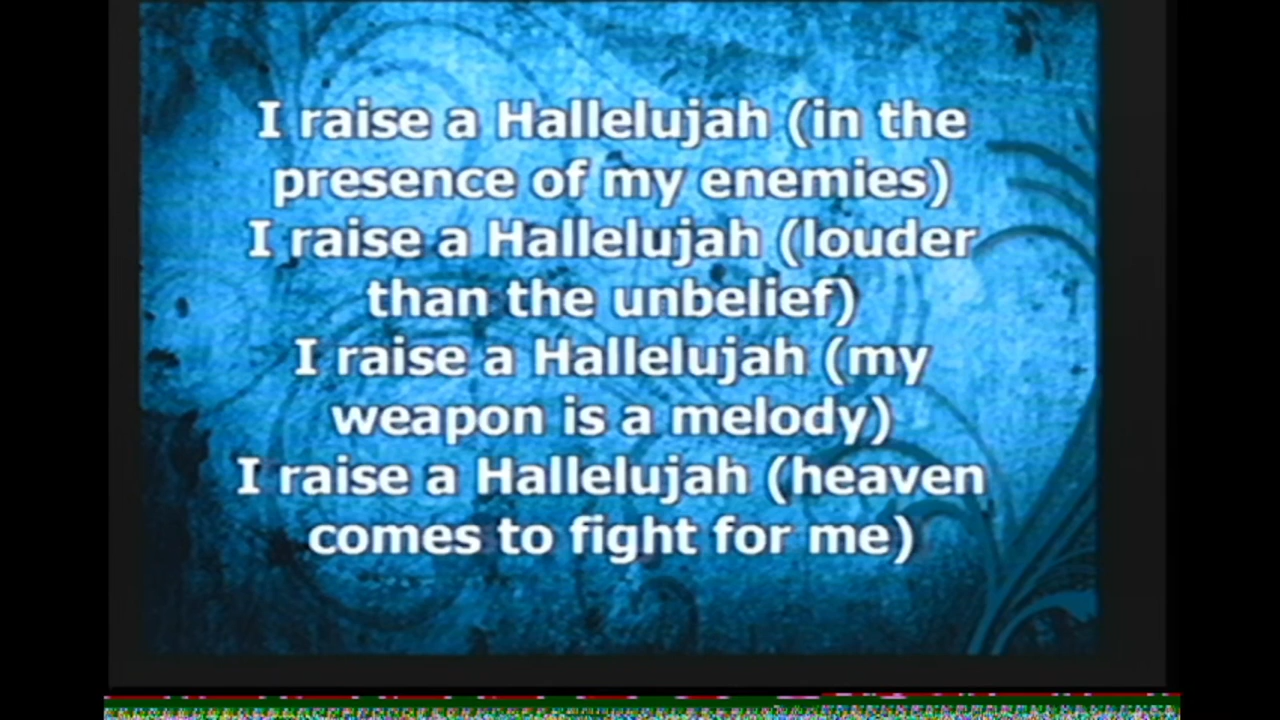 I raise a Hallelujah (in the
presence of my enemies)
I raise a Hallelujah (louder
than the unbelief)
I raise a Hallelujah (my
weapon is a melody)
I raise a Hallelujah (heaven
comes to fight for me)